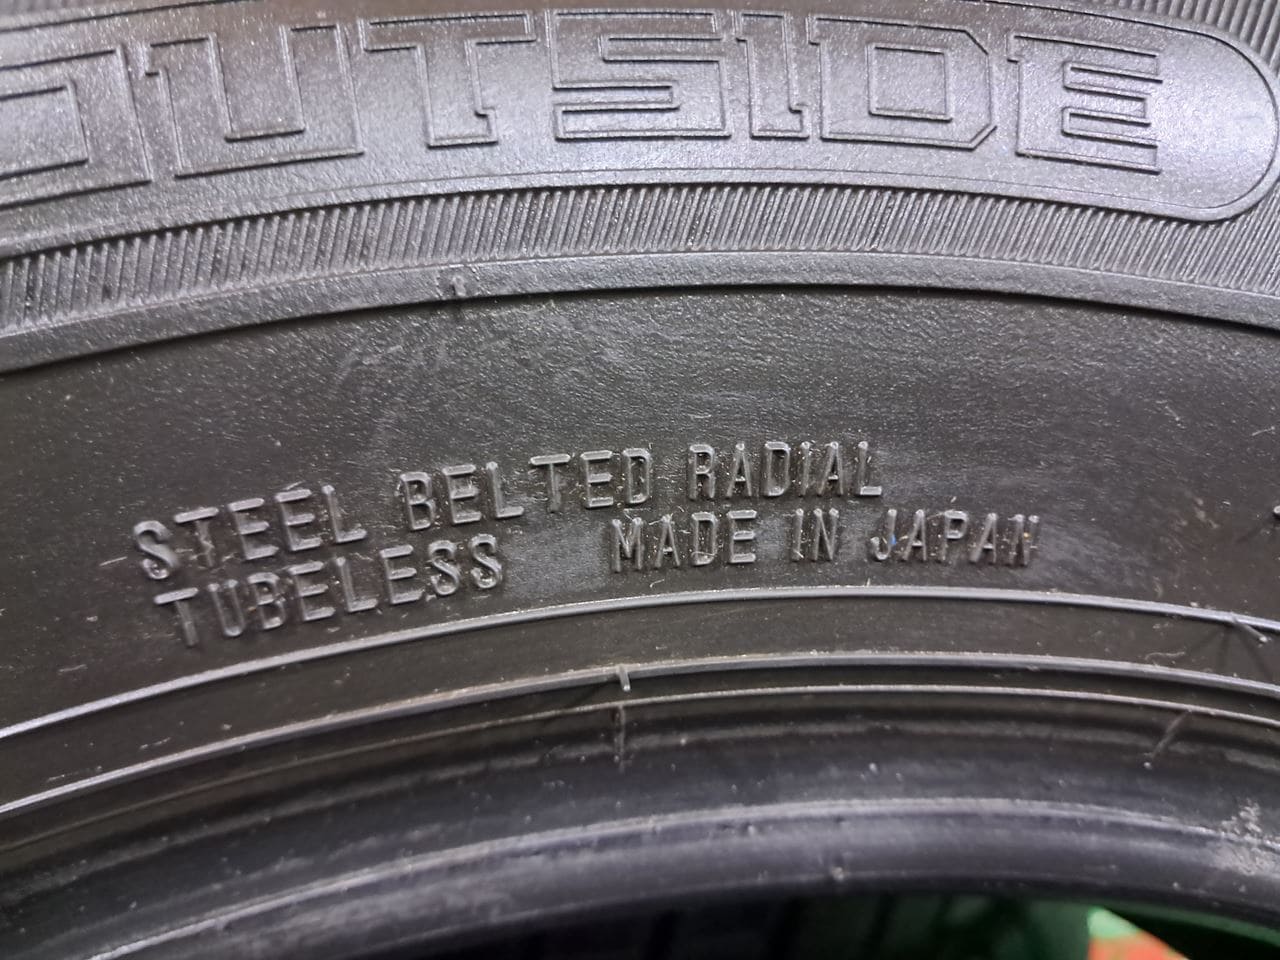 OUTSIDE
STEEL BELTED RADIAL
TUBELESS MADE IN JAPAN